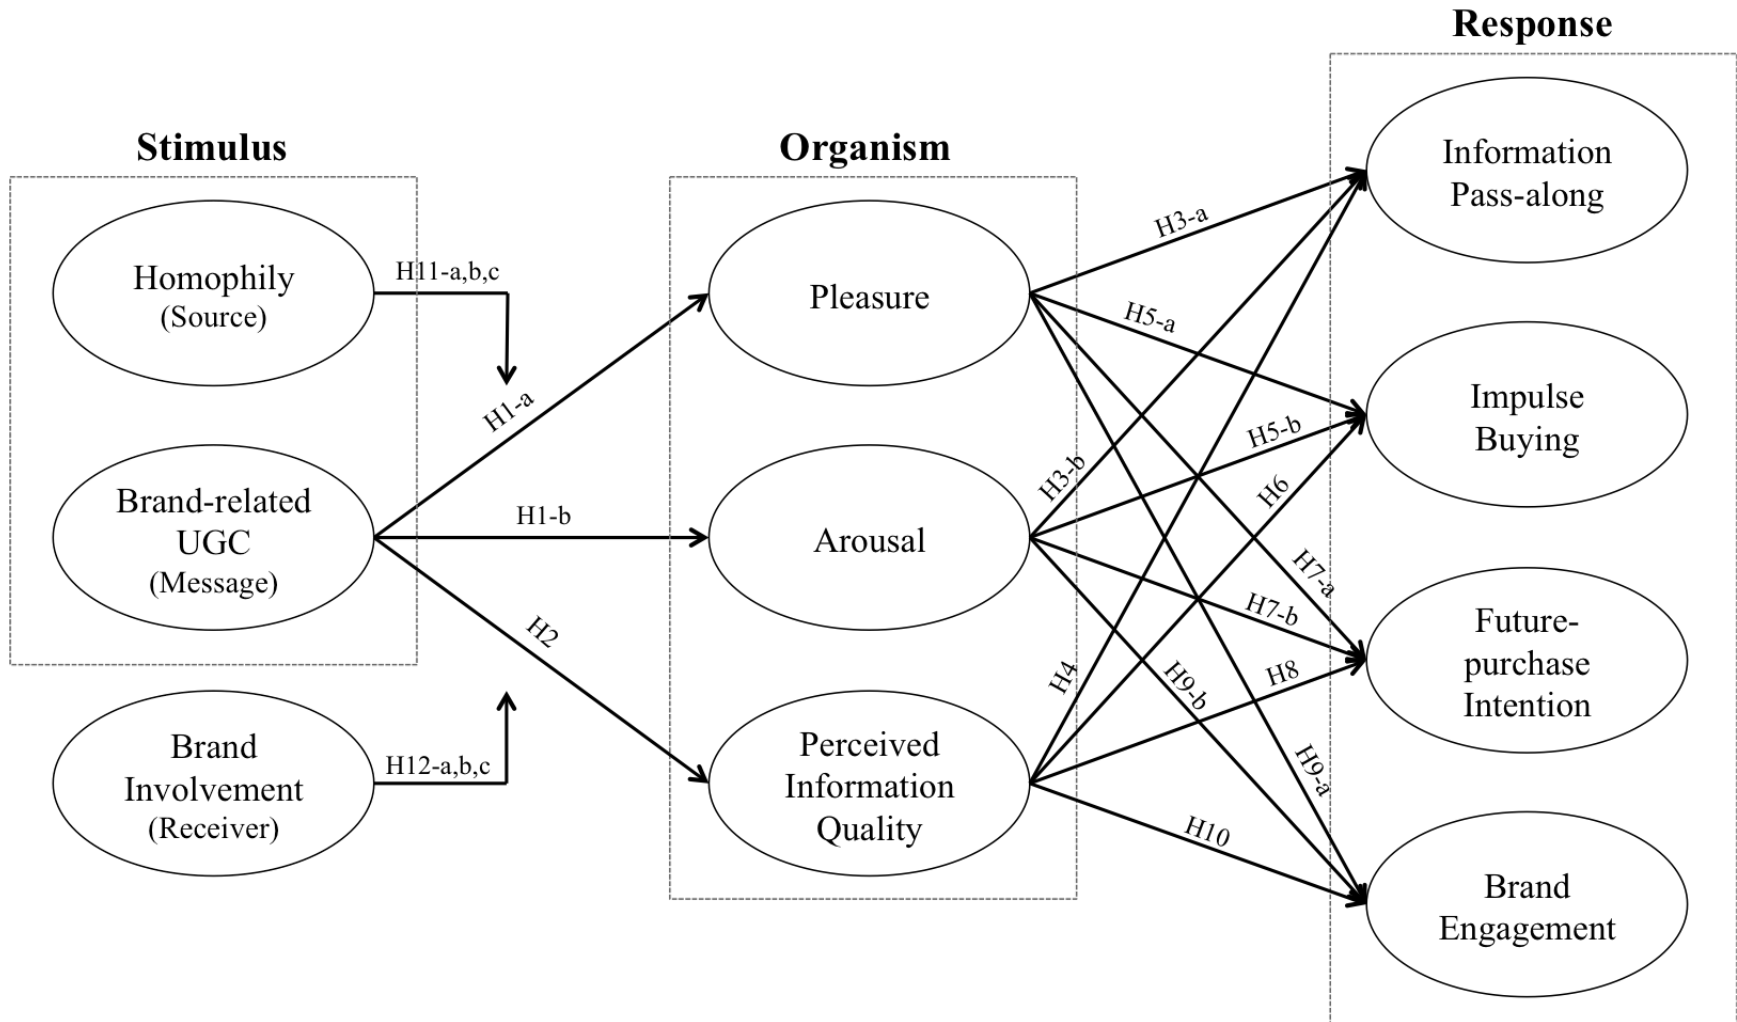 Response
Stimulus
Organism
Information
Pass-along
Homophily
(Source)
H11-a,b,c
Pleasure
H3-a
H5-a
H1-a
Impulse
Buying
Brand-related
UGC
(Message)
H1-b
Arousal
H3-b
H5-b
H6
H7-a
H7-b
Future-
purchase
Intention
H2
H4
H9-b
H8
Brand
Involvement
(Receiver)
H12-a,b,c
Perceived
Information
Quality
H9-a
H10
Brand
Engagement